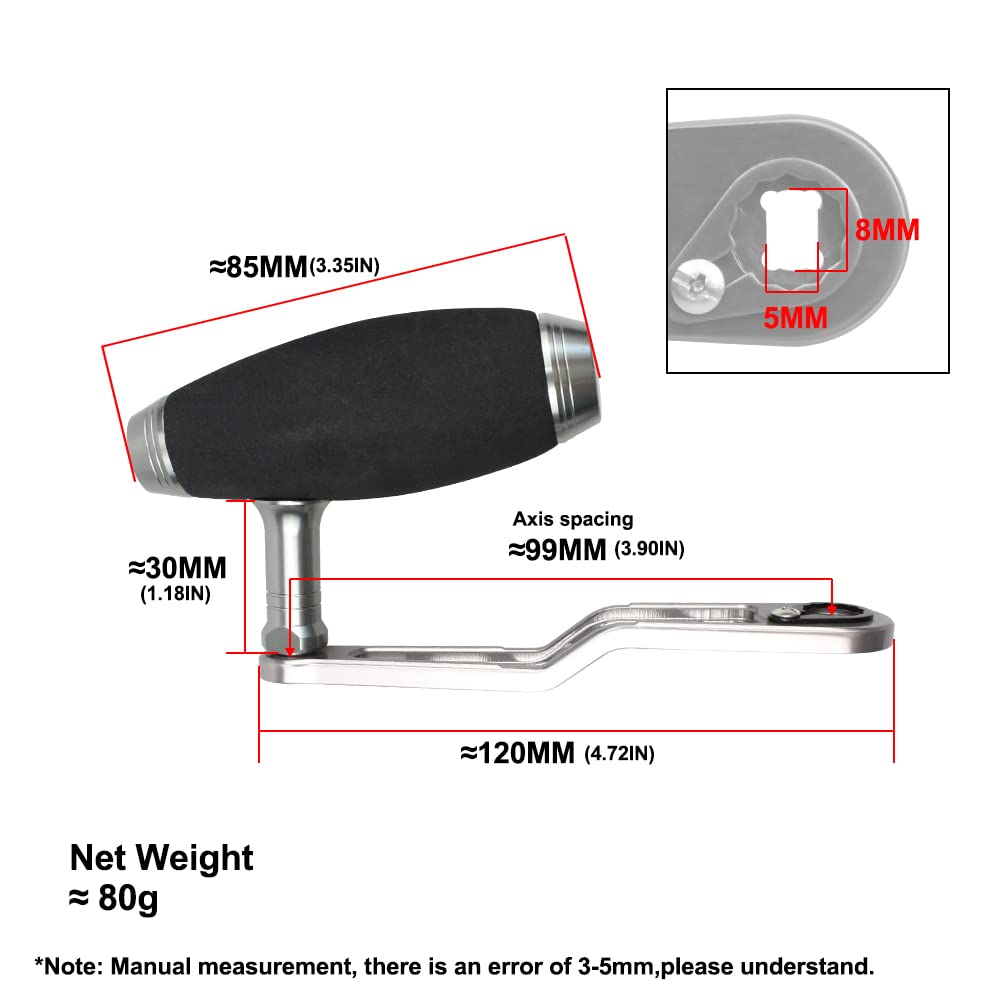 8MM
5MM
≈85MM(3.35IN)
Axis spacing
≈99MM (3.90IN)
≈30MM
(1.18IN)
≈120MM (4.72IN)
Net Weight
≈ 80g
*Note: Manual measurement, there is an error of 3-5mm,please understand.